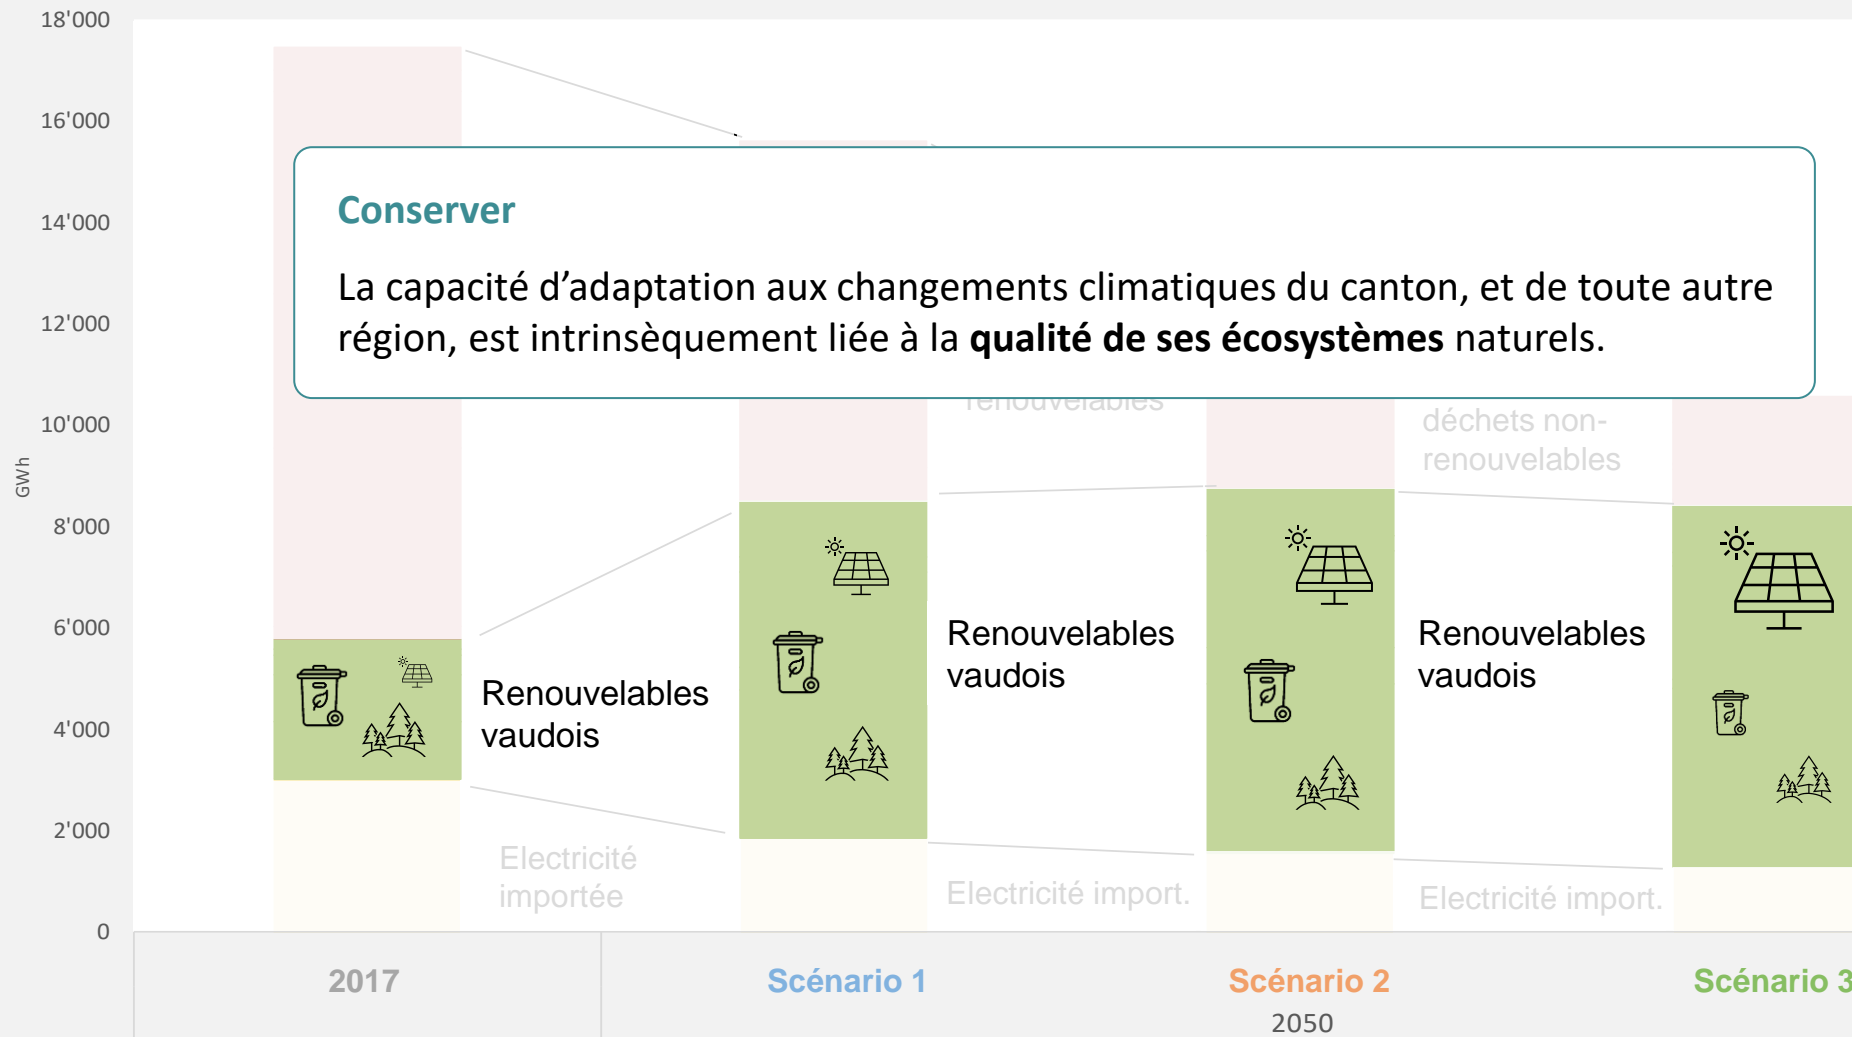 18'000
16'000
14'000
12'000
10'000
8'000
6'000
4'000
2'000
0
GWh
Conserver
La capacité d’adaptation aux changements climatiques du canton, et de toute autre
région, est intrinsèquement liée à la qualité de ses écosystèmes naturels.
renouvelables
déchets non-
renouvelables
Renouvelables
vaudois
Renouvelables
vaudois
Renouvelables
vaudois
Electricité
importée
Electricité import.
Electricité import.
2017
Scénario 1
Scénario 2
Scénario 3
2050